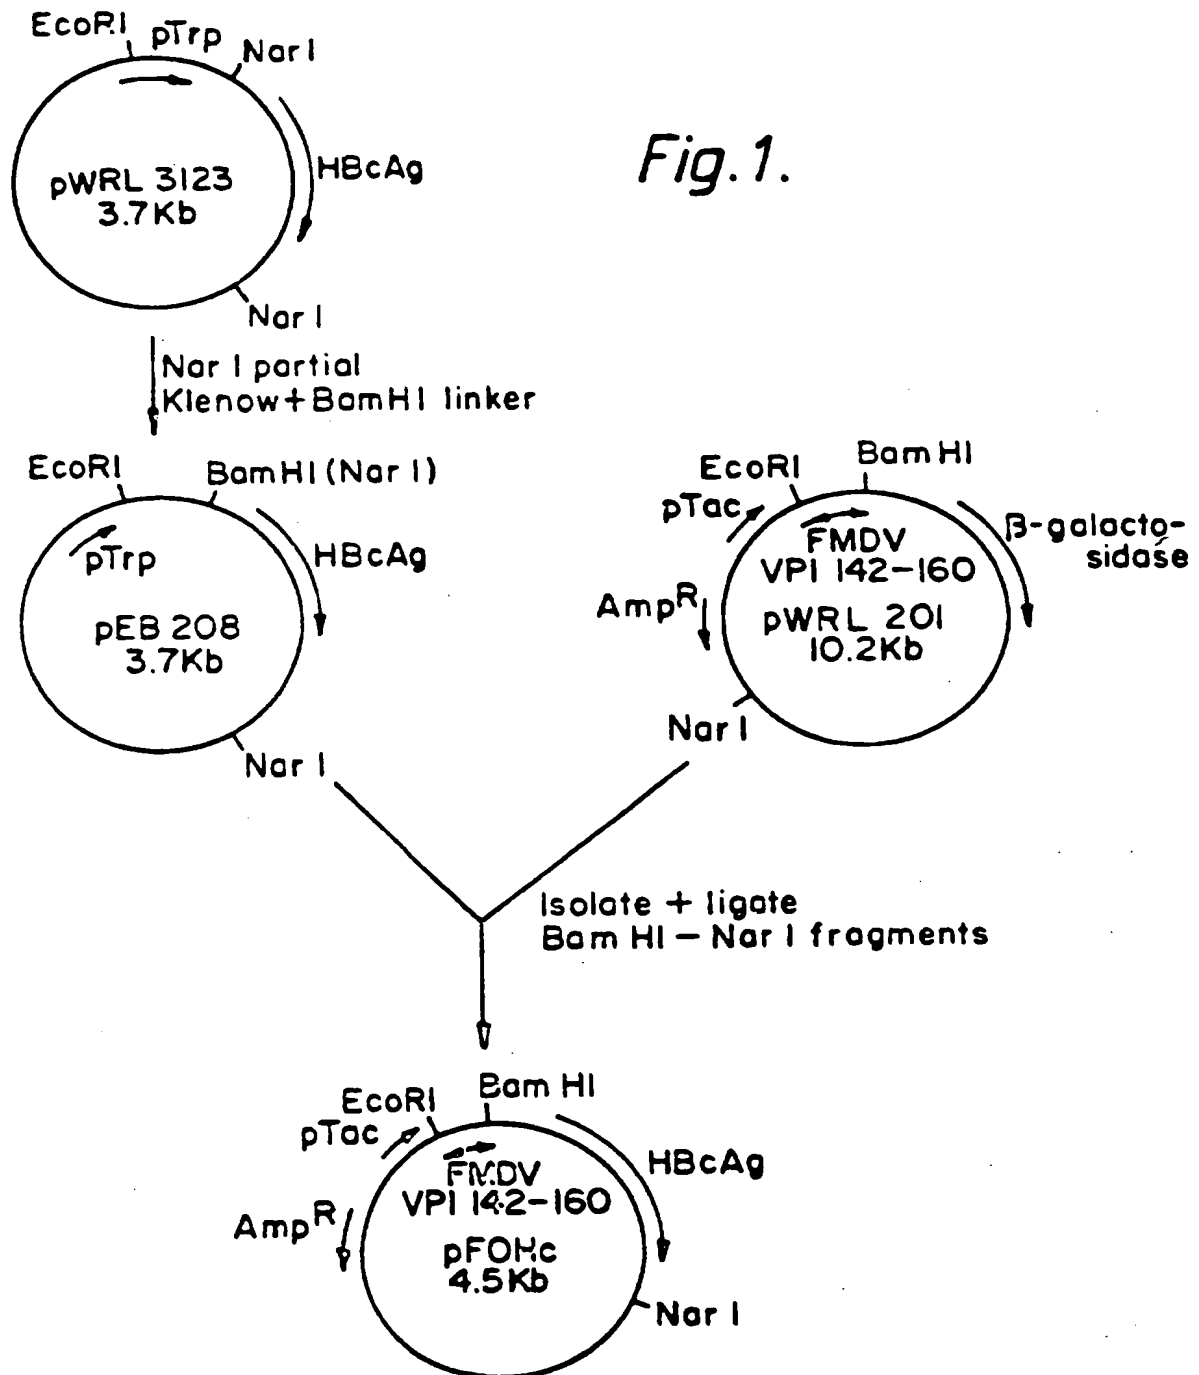 EcoRI
pTrp
Nar I
HBcAg
pWRL 3123
3.7Kb
Nar I
Fig. 1.
Nar I partial
Klenow+BamHI linker
EcoRI
BamHI (Nar I)
pTrp
HBcAg
pEB 208
3.7Kb
Nar I
EcoRI
Bam HI
pTac
FMDV
VPI 142-160
β-galacto-
sidase
AmpR
pWRL 201
10.2Kb
Nar I
Isolate + ligate
Bam HI - Nar I fragments
EcoRI
Bam HI
pTac
FMDV
VPI 142-160
HBcAg
AmpR
pFOHc
4.5Kb
Nar I